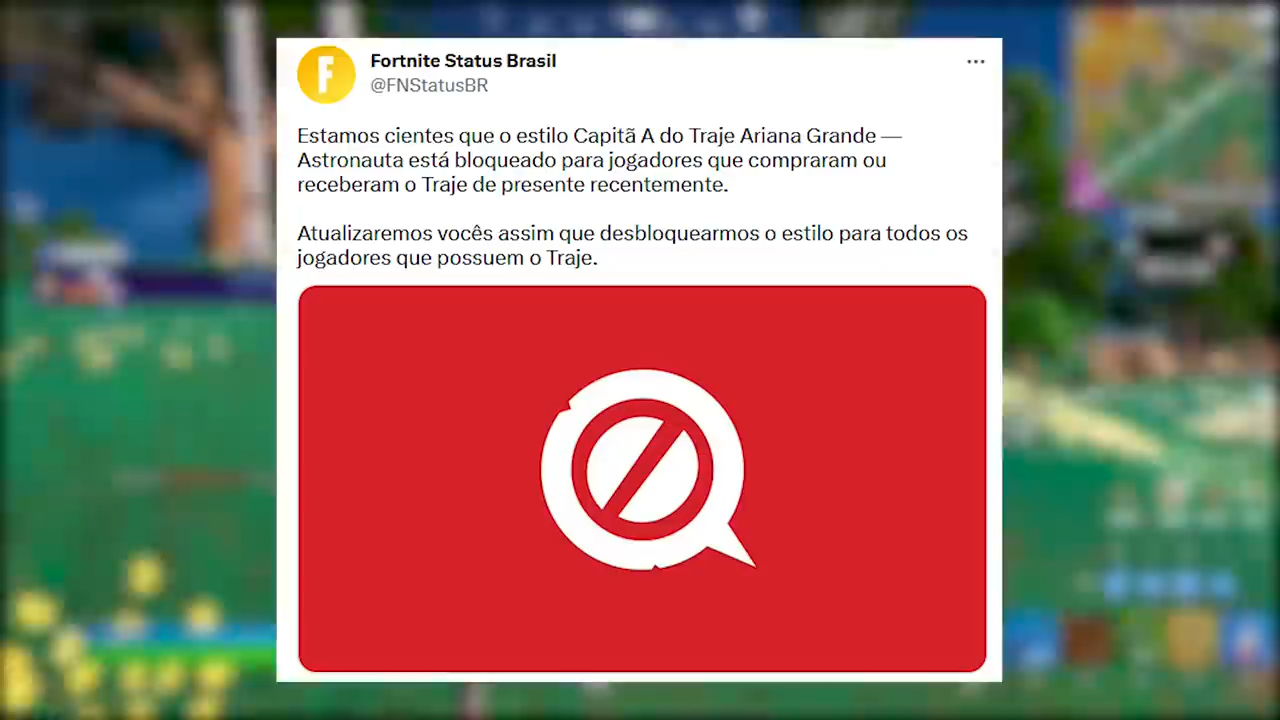 Fortnite Status Brasil
@FNStatusBR
Estamos cientes que o estilo Capitã A do Traje Ariana Grande —
Astronauta está bloqueado para jogadores que compraram ou
receberam o Traje de presente recentemente.
Atualizaremos vocês assim que desbloquearmos o estilo para todos os
jogadores que possuem o Traje.